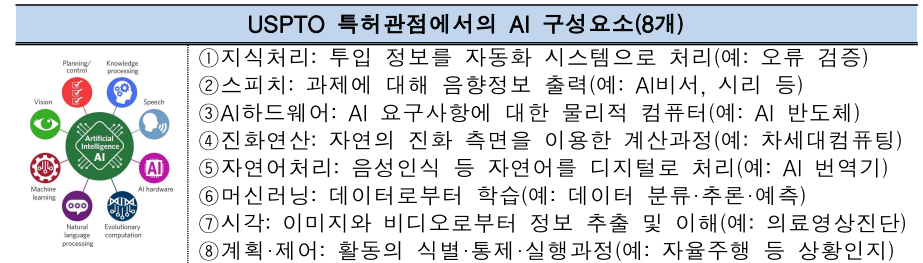 USPTO 특허관점에서의 AI 구성요소(8개)
Planning/
control
Knowledge
processing
Vision
Speech
Artificial
Intelligence
AI
AI
Machine
learning
AI hardware
Natural
language
processing
Evolutionary
computation
①지식처리: 투입 정보를 자동화 시스템으로 처리(예: 오류 검증)
②스피치: 과제에 대해 음향정보 출력(예: AI비서, 시리 등)
③AI하드웨어: AI 요구사항에 대한 물리적 컴퓨터(예: AI 반도체)
④진화연산: 자연의 진화 측면을 이용한 계산과정(예: 차세대컴퓨팅)
⑤자연어처리: 음성인식 등 자연어를 디지털로 처리(예: AI 번역기)
⑥머신러닝: 데이터로부터 학습(예: 데이터 분류·추론·예측)
⑦시각: 이미지와 비디오로부터 정보 추출 및 이해(예: 의료영상진단)
⑧계획·제어: 활동의 식별·통제·실행과정(예: 자율주행 등 상황인지)